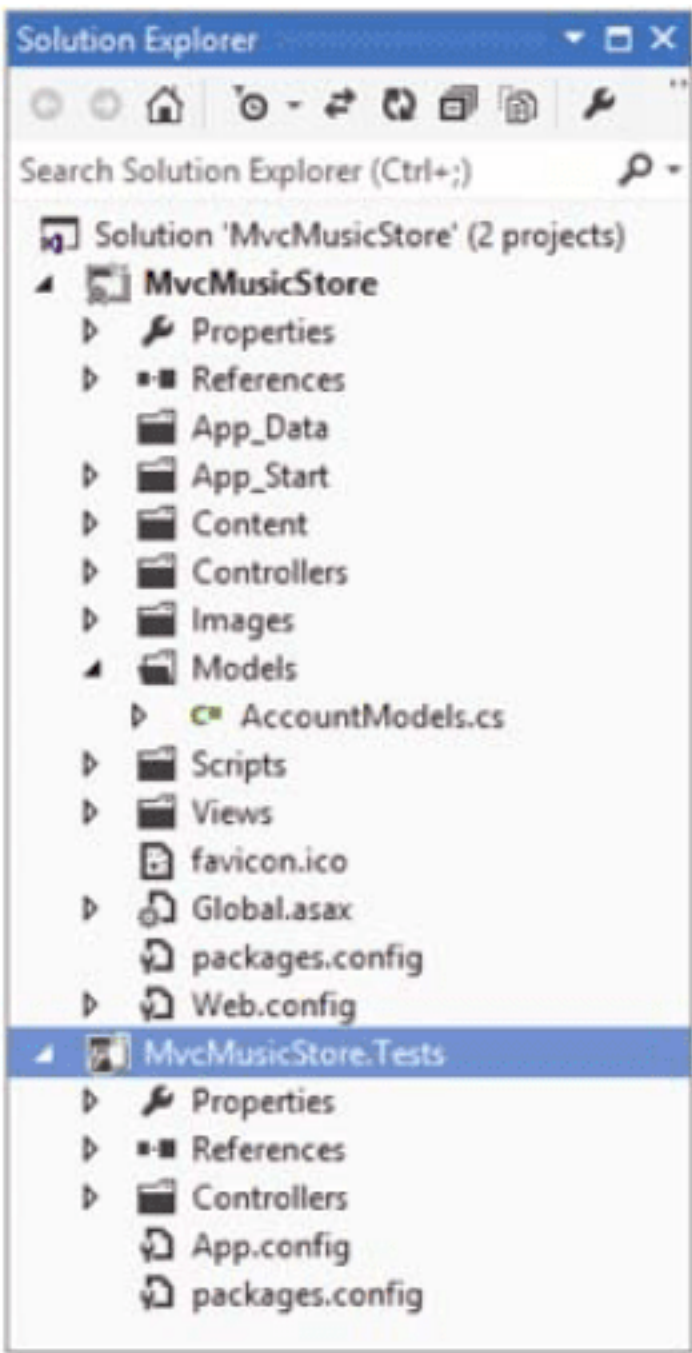 Solution Explorer
Search Solution Explorer (Ctrl+;)
Solution 'MvcMusicStore' (2 projects)
MvcMusicStore
Properties
References
App_Data
App_Start
Content
Controllers
Images
Models
C# AccountModels.cs
Scripts
Views
favicon.ico
Global.asax
packages.config
Web.config
MvcMusicStore.Tests
Properties
References
Controllers
App.config
packages.config